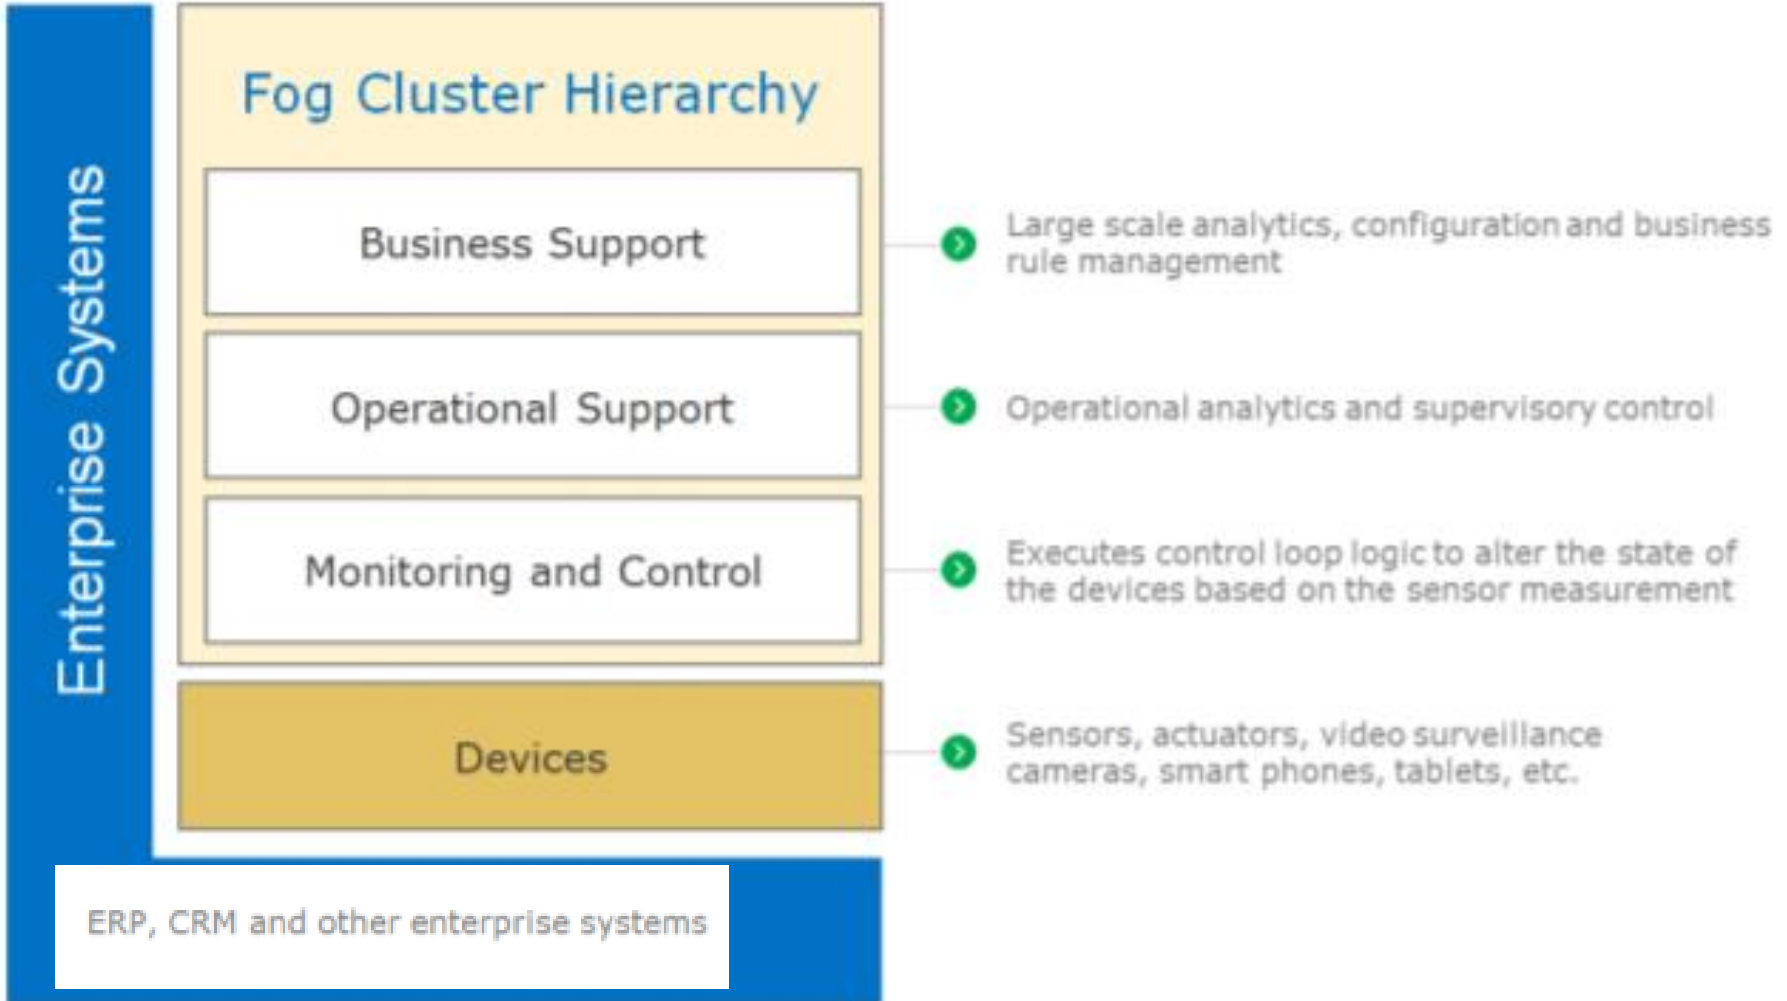 Enterprise Systems
Fog Cluster Hierarchy
Business Support
Large scale analytics, configuration and business
rule management
Operational Support
Operational analytics and supervisory control
Monitoring and Control
Executes control loop logic to alter the state of
the devices based on the sensor measurement
Devices
Sensors, actuators, video surveillance
cameras, smart phones, tablets, etc.
ERP, CRM and other enterprise systems